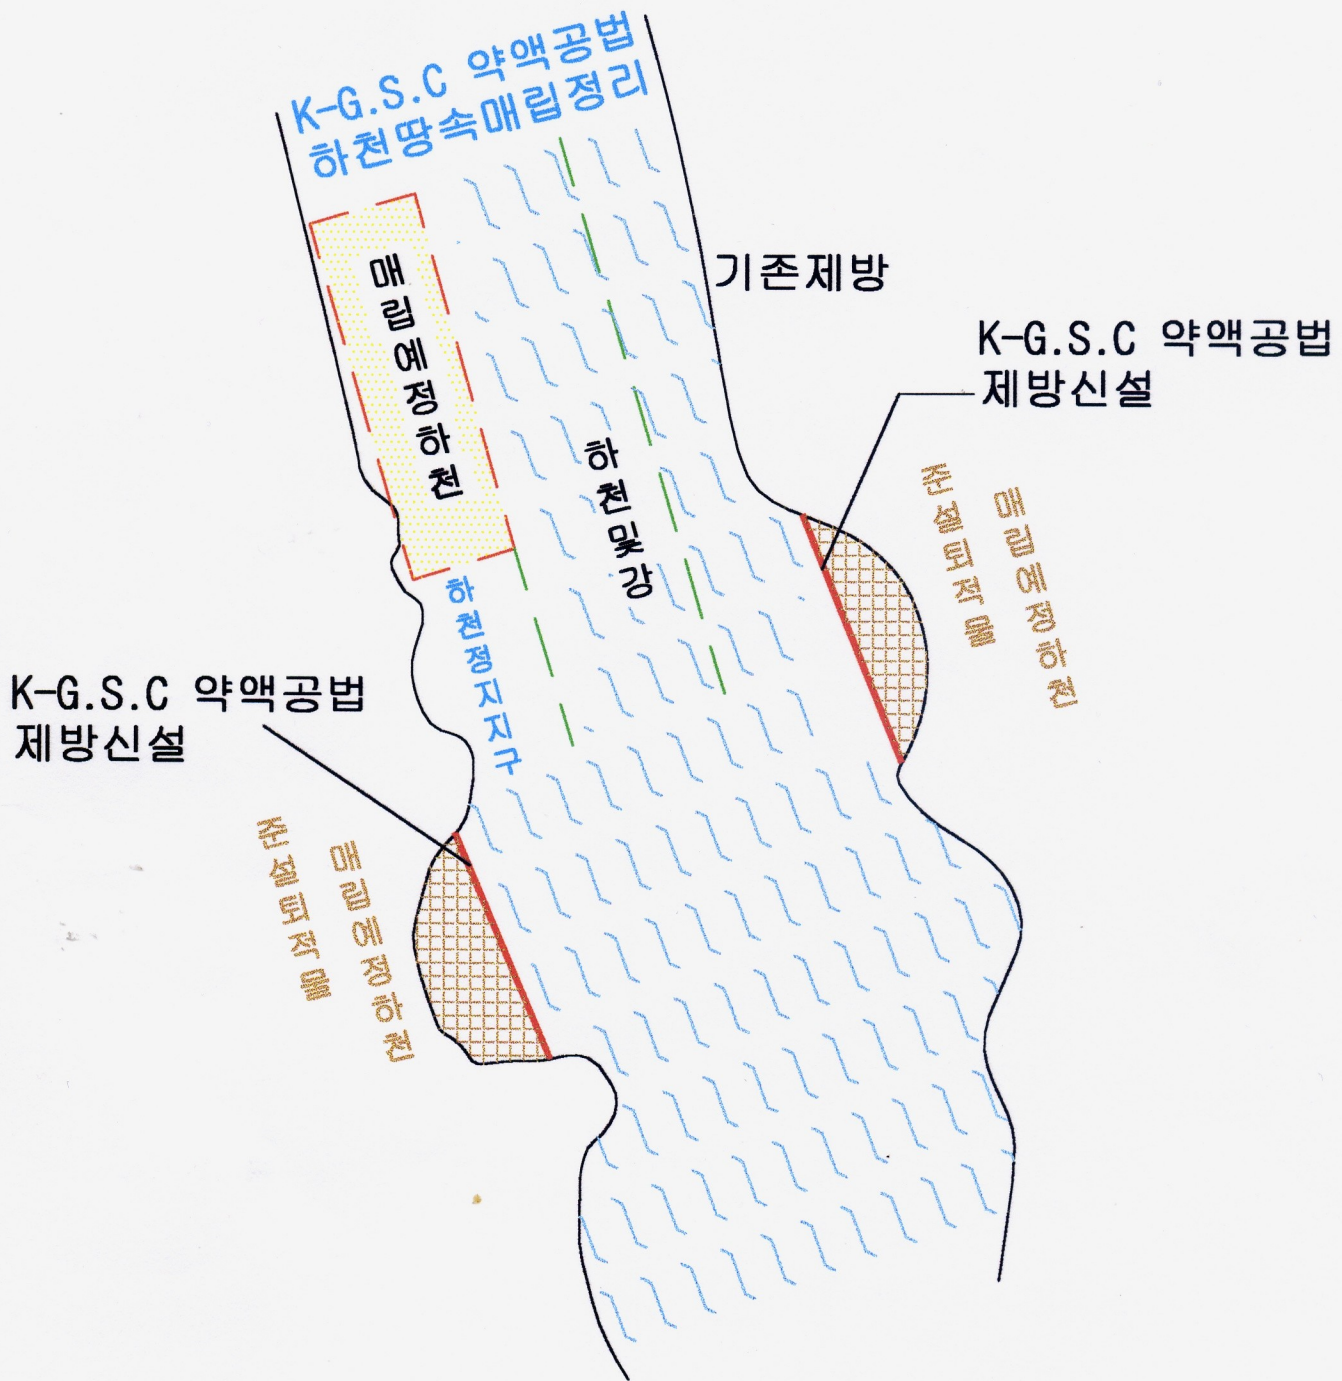 K-G.S.C 약액공법
하천땅속매립정리
매립예정하천
기존제방
K-G.S.C 약액공법
제방신설
하천및강
준설퇴적물
매립예정하천
하천정지지구
K-G.S.C 약액공법
제방신설
준설퇴적물
매립예정하천